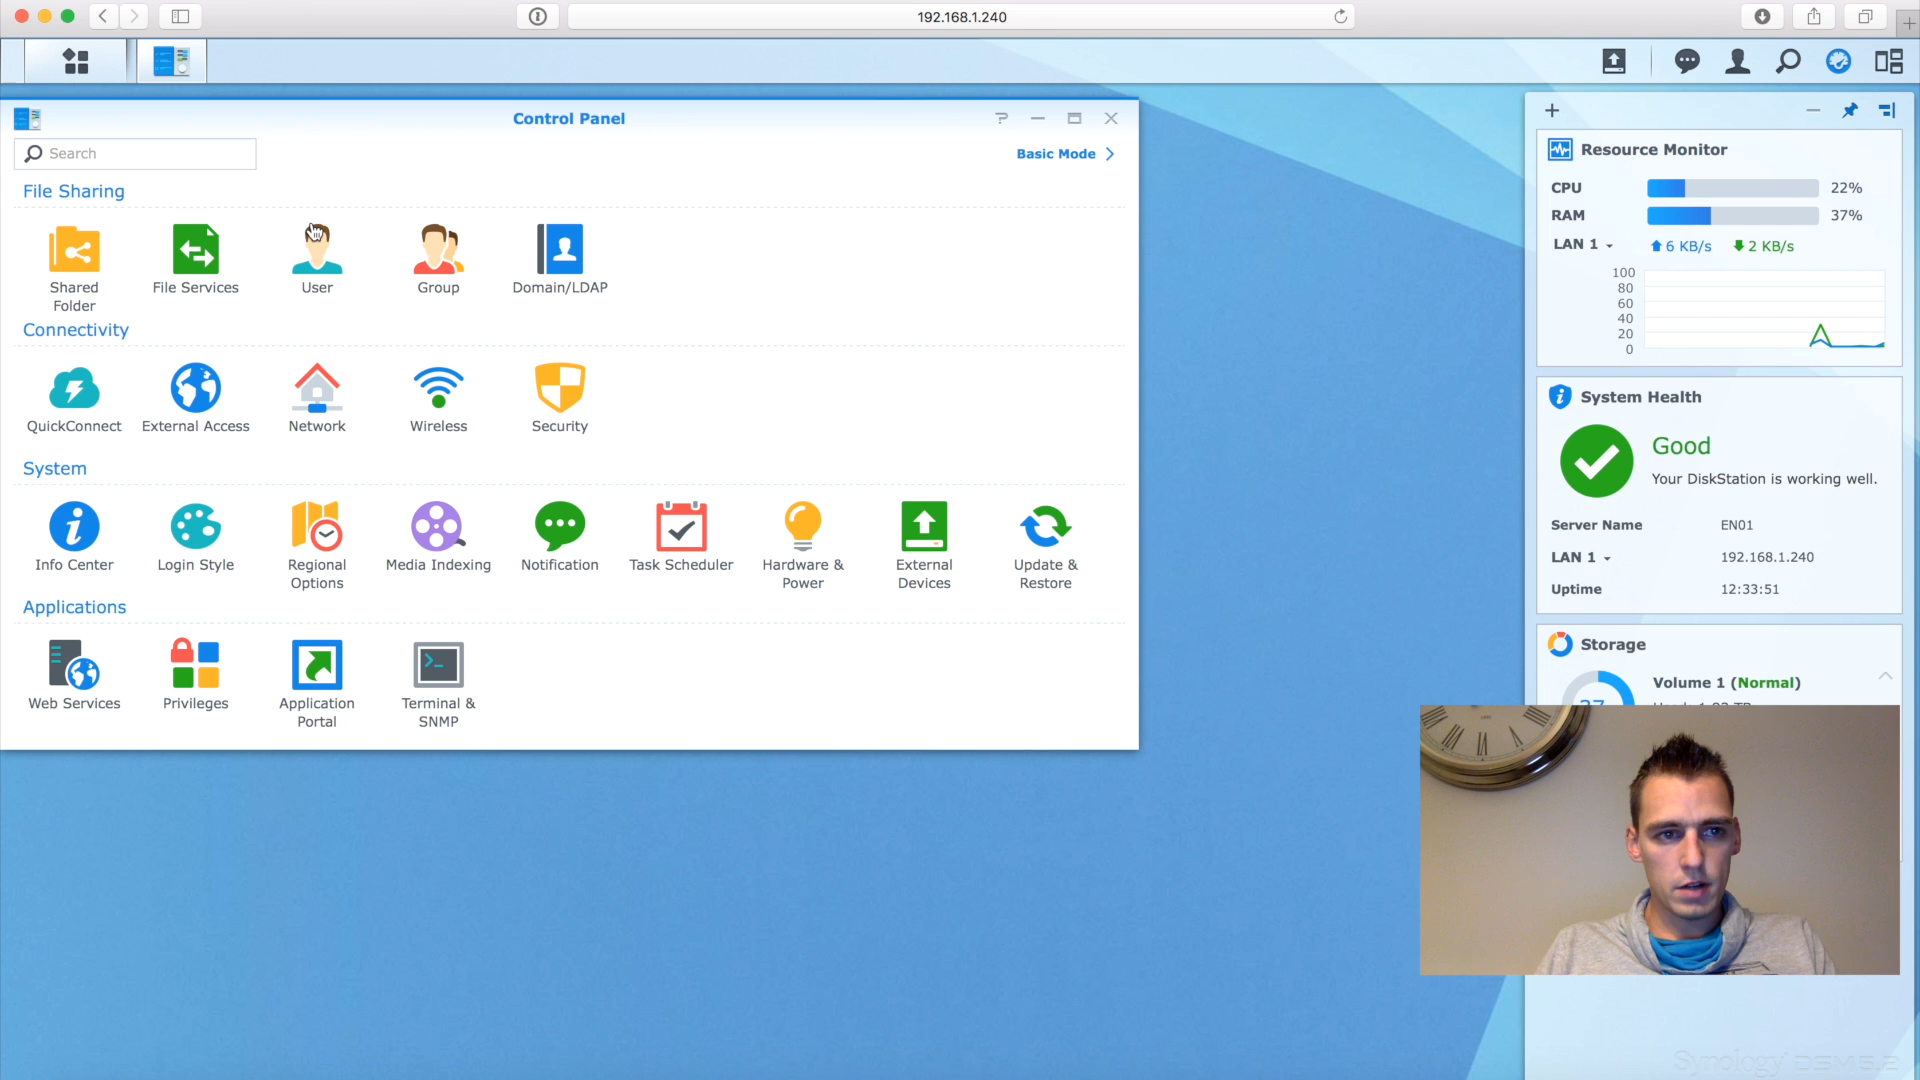 192.168.1.240
Control Panel
Search
Basic Mode
File Sharing
Shared Folder
File Services
User
Group
Domain/LDAP
Connectivity
QuickConnect
External Access
Network
Wireless
Security
System
Info Center
Login Style
Regional Options
Media Indexing
Notification
Task Scheduler
Hardware & Power
External Devices
Update & Restore
Applications
Web Services
Privileges
Application Portal
Terminal & SNMP
Resource Monitor
CPU 22%
RAM 37%
LAN 1 6 KB/s 2 KB/s
100
80
60
40
20
0
System Health
Good
Your DiskStation is working well.
Server Name EN01
LAN 1 192.168.1.240
Uptime 12:33:51
Storage
Volume 1 (Normal)
Synology DSM 5.2